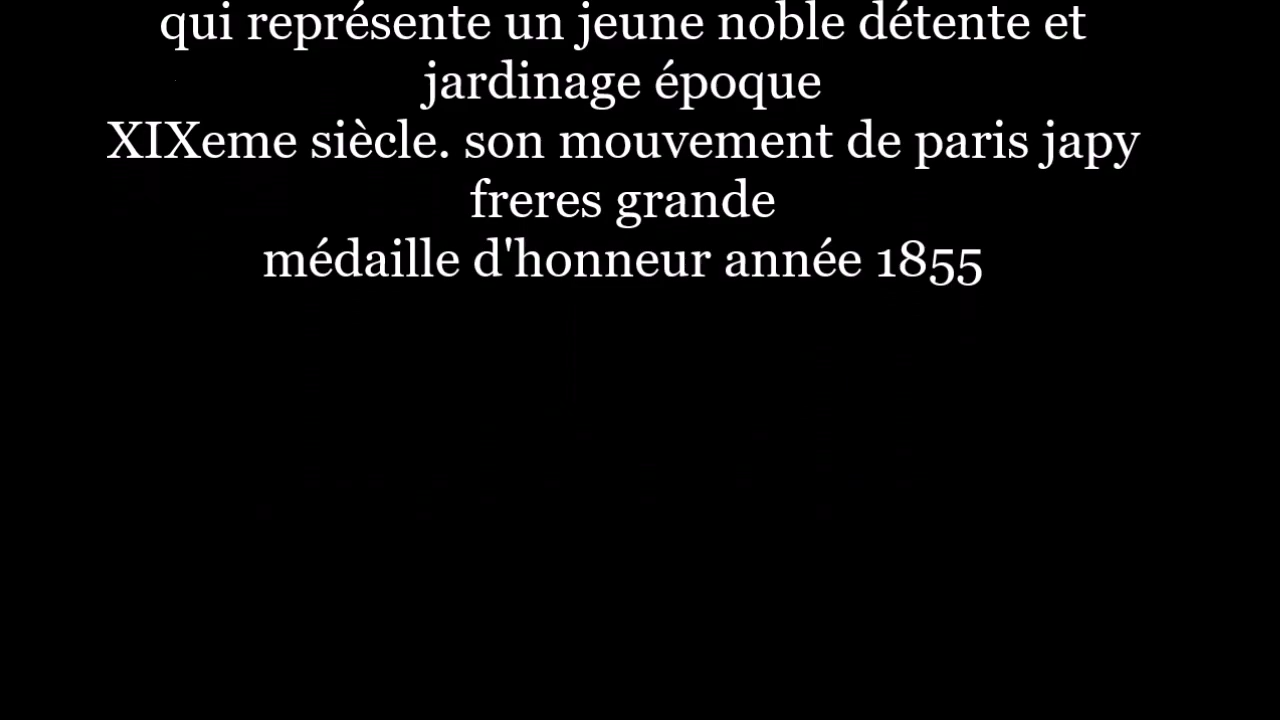 qui représente un jeune noble détente et
jardinage époque
XIXeme siècle. son mouvement de paris japy
freres grande
médaille d'honneur année 1855